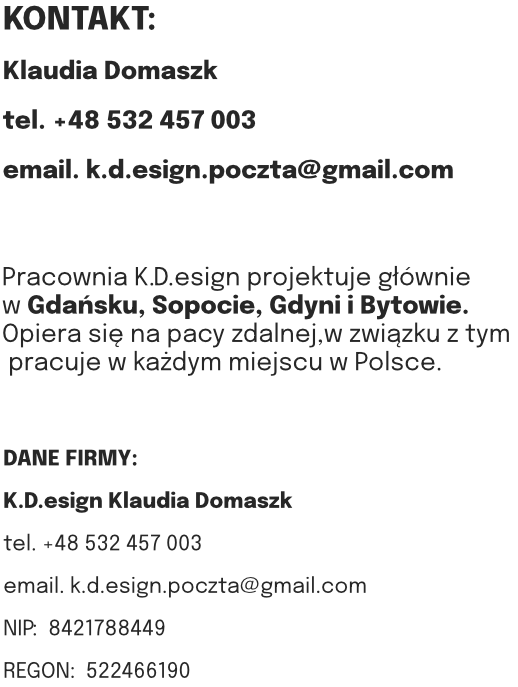 KONTAKT:
Klaudia Domaszk
tel. +48 532 457 003
email. k.d.esign.poczta@gmail.com
Pracownia K.D.esign projektuje głównie
w Gdańsku, Sopocie, Gdyni i Bytowie.
Opiera się na pacy zdalnej,w związku z tym
pracuje w każdym miejscu w Polsce.
DANE FIRMY:
K.D.esign Klaudia Domaszk
tel. +48 532 457 003
email. k.d.esign.poczta@gmail.com
NIP: 8421788449
REGON: 522466190